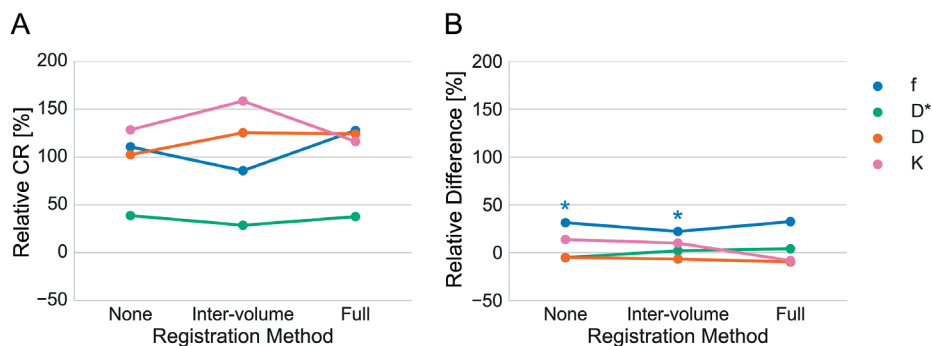 A
Relative CR [%]
200
150
100
50
0
−50
None Inter-volume Full
Registration Method
B
Relative Difference [%]
200
150
100
50
0
−50
*
*
None Inter-volume Full
Registration Method
f
D*
D
K